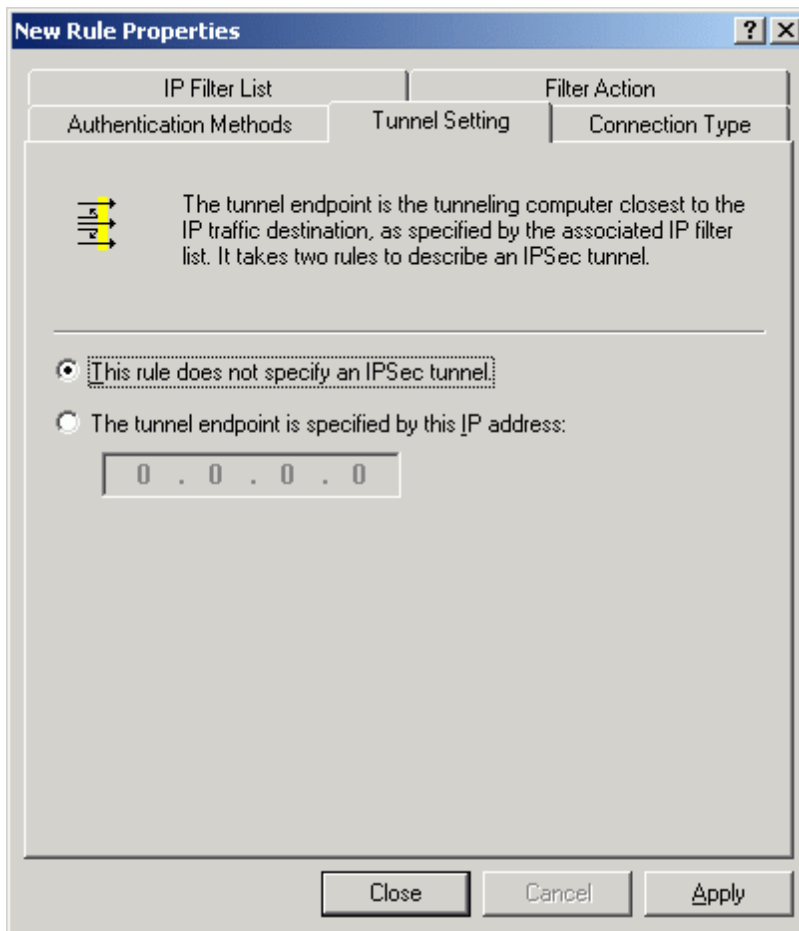 New Rule Properties
IP Filter List
Filter Action
Authentication Methods
Tunnel Setting
Connection Type
The tunnel endpoint is the tunneling computer closest to the
IP traffic destination, as specified by the associated IP filter
list. It takes two rules to describe an IPSec tunnel.
This rule does not specify an IPSec tunnel.
The tunnel endpoint is specified by this IP address:
0 . 0 . 0 . 0
Close
Cancel
Apply